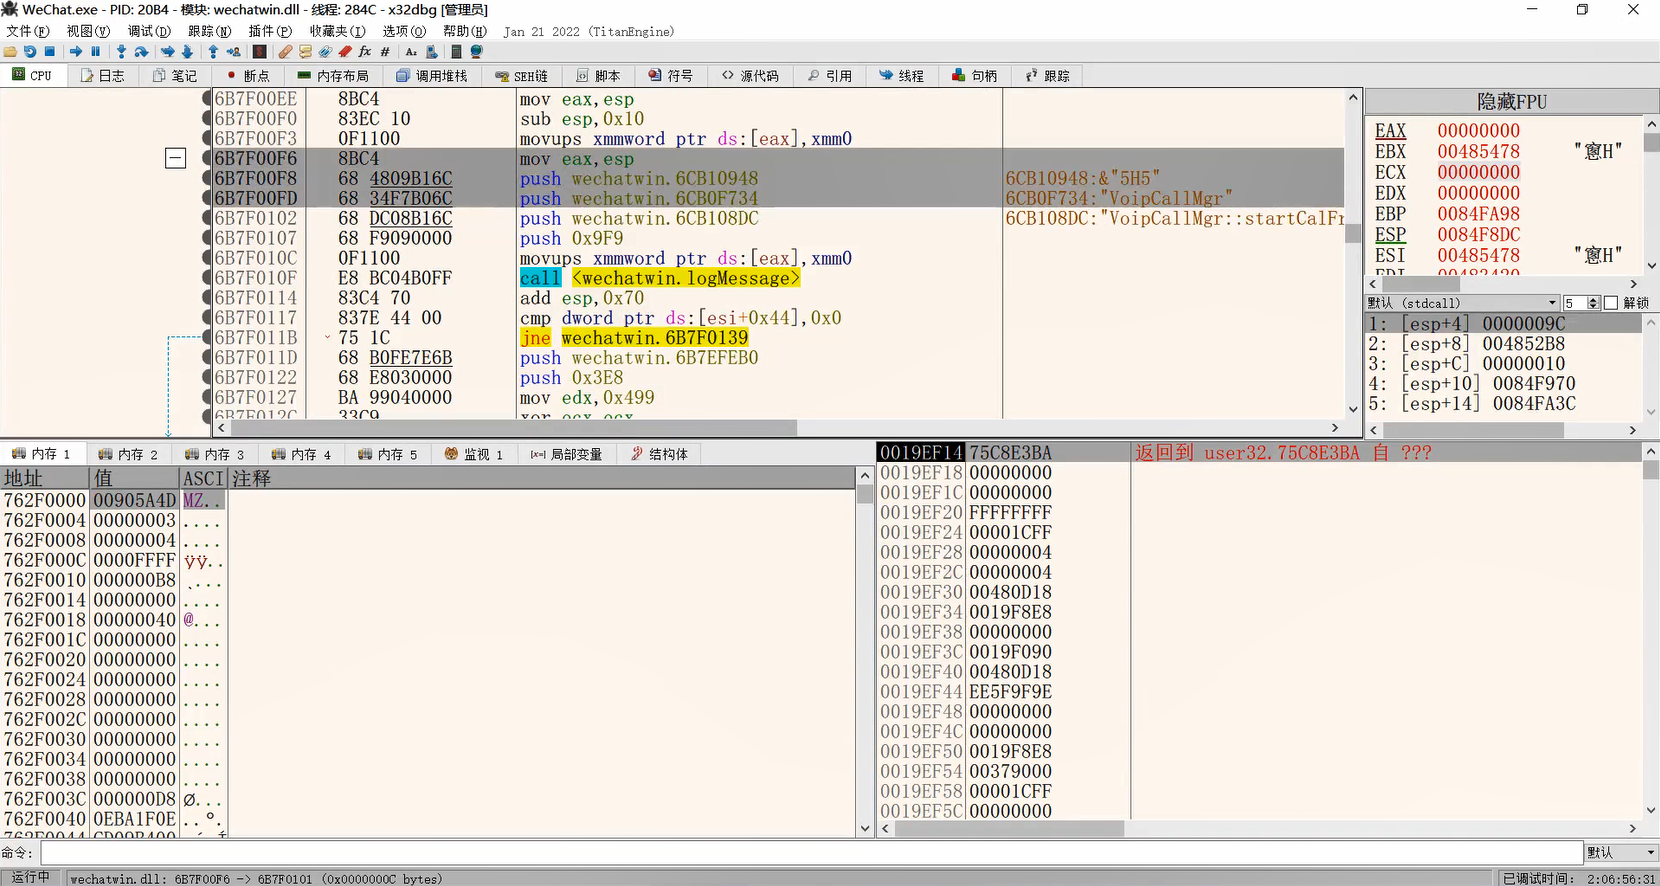 WeChat.exe - PID: 20B4 - 模块: wechatwin.dll - 线程: 284C - x32dbg [管理员]
文件(F) 视图(V) 调试(D) 跟踪(N) 插件(P) 收藏夹(I) 选项(O) 帮助(H) Jan 21 2022 (TitanEngine)
CPU 日志 笔记 断点 内存布局 调用堆栈 SEH链 脚本 符号 源代码 引用 线程 句柄 跟踪
6B7F00EE 8BC4 mov eax,esp
6B7F00F0 83EC 10 sub esp,0x10
6B7F00F3 0F1100 movups xmmword ptr ds:[eax],xmm0
6B7F00F6 8BC4 mov eax,esp
6B7F00F8 68 4809B16C push wechatwin.6CB10948 6CB10948:&"5H5"
6B7F00FD 68 34F7B06C push wechatwin.6CB0F734 6CB0F734:"VoipCallMgr"
6B7F0102 68 DC08B16C push wechatwin.6CB108DC 6CB108DC:"VoipCallMgr::startCalFr
6B7F0107 68 F9090000 push 0x9F9
6B7F010C 0F1100 movups xmmword ptr ds:[eax],xmm0
6B7F010F E8 BC04B0FF call <wechatwin.logMessage>
6B7F0114 83C4 70 add esp,0x70
6B7F0117 837E 44 00 cmp dword ptr ds:[esi+0x44],0x0
6B7F011B 75 1C jne wechatwin.6B7F0139
6B7F011D 68 B0FE7E6B push wechatwin.6B7EFEB0
6B7F0122 68 E8030000 push 0x3E8
6B7F0127 BA 99040000 mov edx,0x499
6B7F012C 33C9 xor ecx,ecx
隐藏FPU
EAX 00000000
EBX 00485478 "窻H"
ECX 00000000
EDX 00000000
EBP 0084FA98
ESP 0084F8DC
ESI 00485478 "窻H"
默认 (stdcall) 5 解锁
1: [esp+4] 0000009C
2: [esp+8] 004852B8
3: [esp+C] 00000010
4: [esp+10] 0084F970
5: [esp+14] 0084FA3C
内存 1 内存 2 内存 3 内存 4 内存 5 监视 1 [x=] 局部变量 结构体
地址 值 ASCI 注释
762F0000 00905A4D MZ..
762F0004 00000003 ....
762F0008 00000004 ....
762F000C 0000FFFF ÿÿ..
762F0010 000000B8 ¸...
762F0014 00000000 ....
762F0018 00000040 @...
762F001C 00000000 ....
762F0020 00000000 ....
762F0024 00000000 ....
762F0028 00000000 ....
762F002C 00000000 ....
762F0030 00000000 ....
762F0034 00000000 ....
762F0038 00000000 ....
762F003C 000000D8 Ø...
762F0040 0EBA1F0E ..º.
0019EF14 75C8E3BA 返回到 user32.75C8E3BA 自 ???
0019EF18 00000000
0019EF1C 00000000
0019EF20 FFFFFFFF
0019EF24 00001CFF
0019EF28 00000004
0019EF2C 00000004
0019EF30 00480D18
0019EF34 0019F8E8
0019EF38 00000000
0019EF3C 0019F090
0019EF40 00480D18
0019EF44 EE5F9F9E
0019EF48 00000000
0019EF4C 00000000
0019EF50 0019F8E8
0019EF54 00379000
0019EF58 00001CFF
0019EF5C 00000000
命令: 默认
运行中 wechatwin.dll: 6B7F00F6 -> 6B7F0101 (0x0000000C bytes) 已调试时间: 2:06:56:31